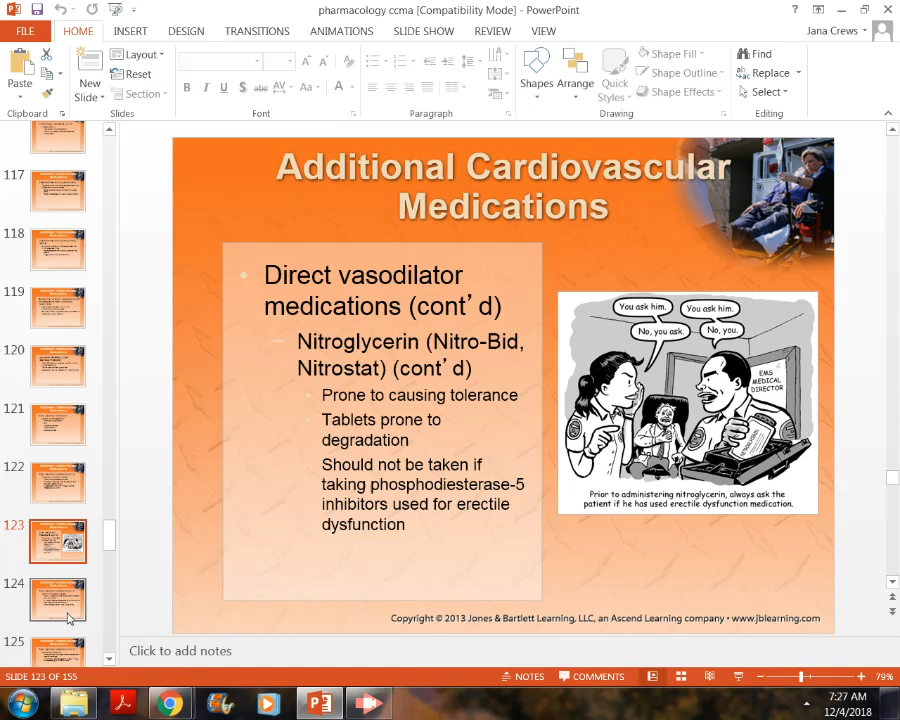 pharmacology ccma [Compatibility Mode] - PowerPoint
FILE HOME INSERT DESIGN TRANSITIONS ANIMATIONS SLIDE SHOW REVIEW VIEW Jana Crews
Paste
New
Slide
Layout
Reset
Section
Shapes
Arrange
Quick
Styles
Shape Fill
Shape Outline
Shape Effects
Find
Replace
Select
Clipboard Slides Font Paragraph Drawing Editing
117
118
119
120
121
122
123
124
125
Additional Cardiovascular
Medications
• Direct vasodilator
medications (cont’d)
– Nitroglycerin (Nitro-Bid,
Nitrostat) (cont’d)
Prone to causing tolerance
Tablets prone to
degradation
Should not be taken if
taking phosphodiesterase-5
inhibitors used for erectile
dysfunction
You ask him.
You ask him.
No, you ask.
No, you.
EMS
MEDICAL
DIRECTOR
Prior to administering nitroglycerin, always ask the
patient if he has used erectile dysfunction medication.
Copyright © 2013 Jones & Bartlett Learning, LLC, an Ascend Learning company • www.jblearning.com
Click to add notes
SLIDE 123 OF 155 NOTES COMMENTS 79%
7:27 AM
12/4/2018